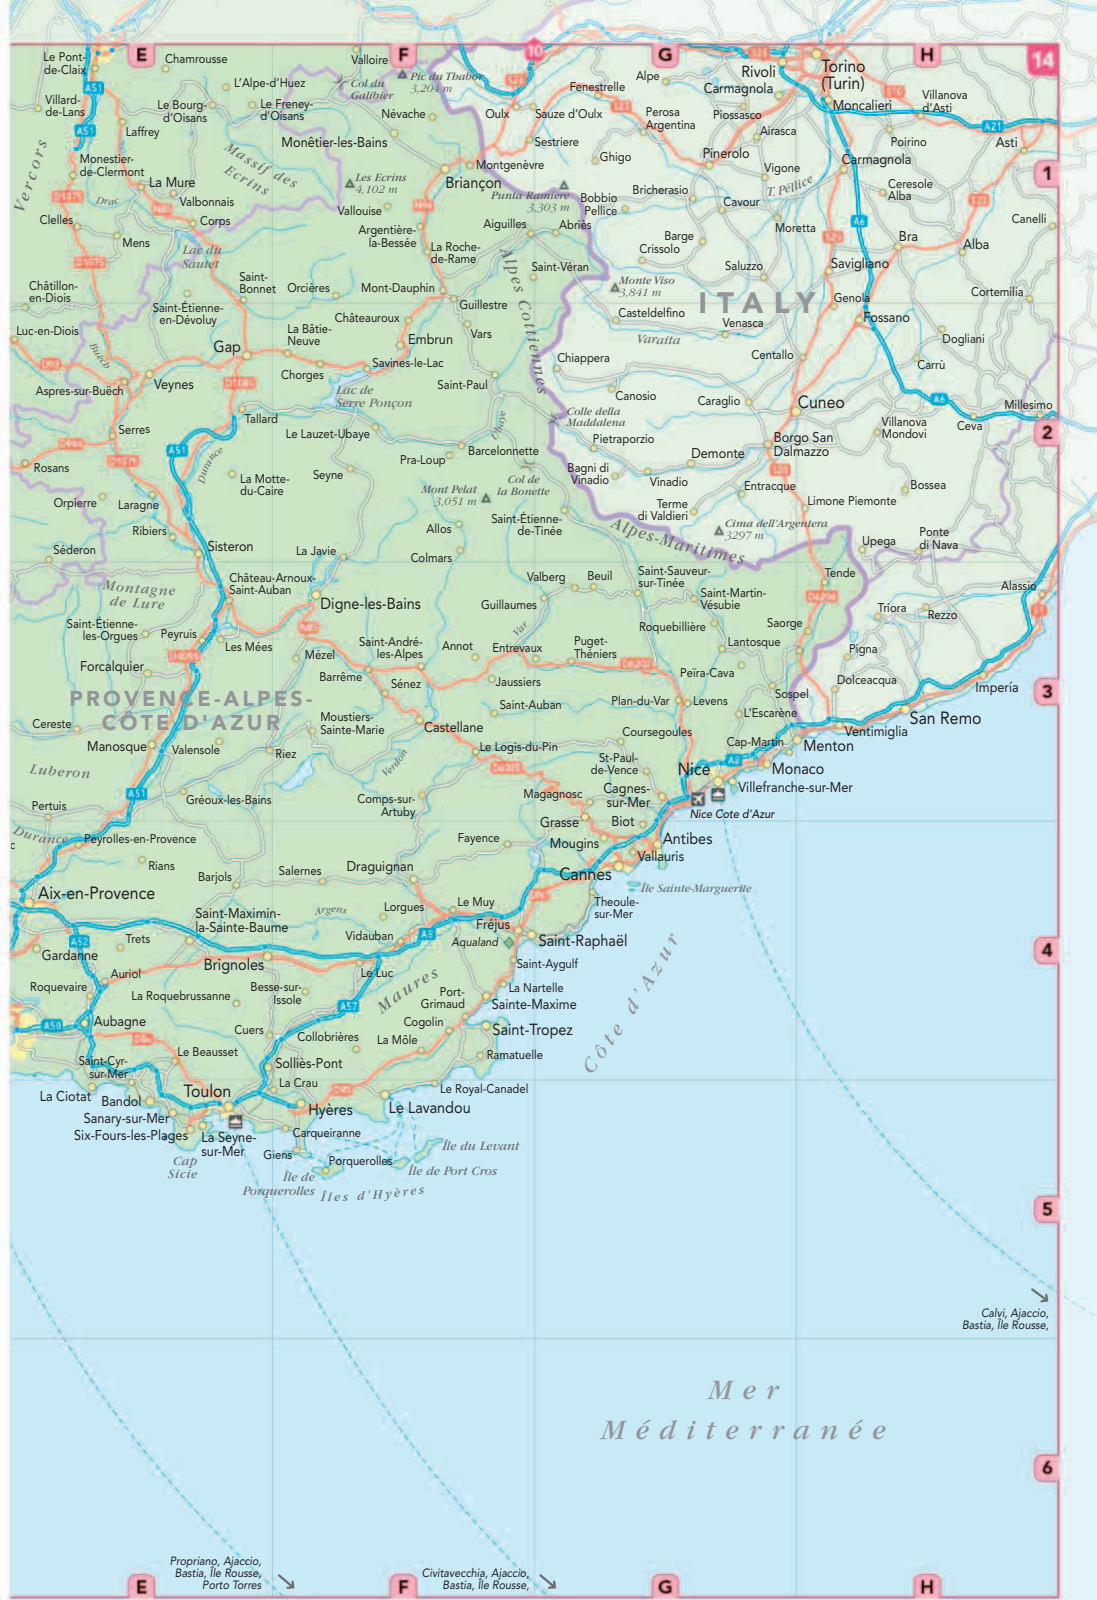 E
F
10
G
H
14
Le Pont-
de-Claix
Chamrousse
Valloire
Pic du Thabor
3,204 m
Alpe
Rivoli
Torino
(Turin)
Villard-
de-Lans
A51
L'Alpe-d'Huez
Col du
Galibier
Fenestrelle
Carmagnola
Le Bourg-
d'Oisans
Le Freney-
d'Oisans
Névache
Oulx
Sauze d'Oulx
Perosa
Argentina
Piossasco
Moncalieri
Villanova
d'Asti
A21
A51
Laffrey
Monêtier-les-Bains
Sestriere
Airasca
Poirino
Asti
Vercors
Monestier-
de-Clermont
Massif des
Ecrins
Montgenèvre
Ghigo
Pinerolo
Carmagnola
1
La Mure
Les Ecrins
4,102 m
Briançon
Punta Ramiere
3,303 m
Vigone
T. Péllice
D1075
Drac
Valbonnais
Vallouise
N94
Bobbio
Pellice
Bricherasio
Cavour
Ceresole
Alba
Clelles
Corps
Argentière-
la-Bessée
Aiguilles
Abriès
Moretta
A6
Canelli
Mens
Lac du
Sautet
La Roche-
de-Rame
Barge
Crissolo
Bra
Alba
D1075
Alpes Cottiennes
Saint-Véran
Saluzzo
Savigliano
Châtillon-
en-Diois
Saint-
Bonnet
Orcières
Mont-Dauphin
Monte Viso
3,841 m
ITALY
Genola
Cortemilia
Saint-Étienne-
en-Dévoluy
Châteauroux
Guillestre
Casteldelfino
Venasca
Fossano
Luc-en-Diois
Buëch
La Bâtie-
Neuve
Vars
Varaita
Dogliani
Gap
Embrun
Chiappera
Centallo
Carrù
Chorges
Savines-le-Lac
Aspres-sur-Buëch
Veynes
Saint-Paul
Canosio
Caraglio
Cuneo
A6
Lac de
Serre Ponçon
Colle della
Maddalena
Millesimo
Serres
Tallard
Le Lauzet-Ubaye
Ubaye
Pietraporzio
Borgo San
Dalmazzo
Villanova
Mondovi
Ceva
2
A51
Barcelonnette
Demonte
Rosans
Durance
Pra-Loup
Bagni di
Vinadio
S20
La Motte-
du-Caire
Seyne
Col de
la Bonette
Vinadio
Entracque
Bossea
Orpierre
Laragne
Mont Pelat
3,051 m
Terme
di Valdieri
Limone Piemonte
Ribiers
Allos
Saint-Étienne-
de-Tinée
Alpes-Maritimes
Cima dell'Argentera
3297 m
Ponte
di Nava
Séderon
Sisteron
La Javie
Colmars
Upega
Montagne
de Lure
Château-Arnoux-
Saint-Auban
Valberg
Beuil
Saint-Sauveur-
sur-Tinée
Tende
Alassio
Digne-les-Bains
Guillaumes
Saint-Martin-
Vésubie
D6204
Triora
Rezzo
Saint-Étienne-
les-Orgues
Peyruis
Var
Roquebillière
Saorge
Les Mées
Saint-André-
les-Alpes
Annot
Entrevaux
Puget-
Théniers
Lantosque
Pigna
Forcalquier
Mézel
D6202
Peïra-Cava
Barrême
Sénez
Jaussiers
Dolceacqua
Imperia
3
PROVENCE-ALPES-
CÔTE D'AZUR
Saint-Auban
Plan-du-Var
Levens
Sospel
San Remo
Cereste
Moustiers-
Sainte-Marie
Castellane
L'Escarène
Ventimiglia
Manosque
Valensole
Riez
Verdon
Le Logis-du-Pin
Coursegoules
Cap-Martin
Menton
Luberon
St-Paul-
de-Vence
A8
Nice
Monaco
A51
Gréoux-les-Bains
Comps-sur-
Artuby
Magagnosc
Cagnes-
sur-Mer
Villefranche-sur-Mer
Pertuis
Nice Cote d'Azur
Durance
Peyrolles-en-Provence
Fayence
Grasse
Biot
Rians
Mougins
Antibes
Barjols
Salernes
Draguignan
Vallauris
Cannes
Aix-en-Provence
Île Sainte-Marguerite
Saint-Maximin-
la-Sainte-Baume
Argens
Lorgues
Le Muy
Theoule-
sur-Mer
Fréjus
A52
Trets
Vidauban
A8
Aqualand
Saint-Raphaël
4
Gardanne
Brignoles
Le Luc
Saint-Aygulf
Auriol
Maures
Côte d'Azur
Roquevaire
La Roquebrussanne
Besse-sur-
Issole
A57
Port-
Grimaud
La Nartelle
Sainte-Maxime
A50
Aubagne
Cuers
Collobrières
Cogolin
Saint-Tropez
Le Beausset
La Môle
Saint-Cyr-
sur-Mer
Solliès-Pont
Ramatuelle
La Ciotat
Bandol
Toulon
La Crau
Le Royal-Canadel
Sanary-sur-Mer
Hyères
Le Lavandou
Six-Fours-les-Plages
La Seyne-
sur-Mer
Carqueiranne
Île du Levant
Cap
Sicie
Giens
Porquerolles
Île de Port Cros
Île de
Porquerolles
Îles d'Hyères
5
Calvi, Ajaccio,
Bastia, Île Rousse,
Mer
Méditerranée
6
Propriano, Ajaccio,
Bastia, Île Rousse,
Porto Torres
Civitavecchia, Ajaccio,
Bastia, Île Rousse,
E
F
G
H